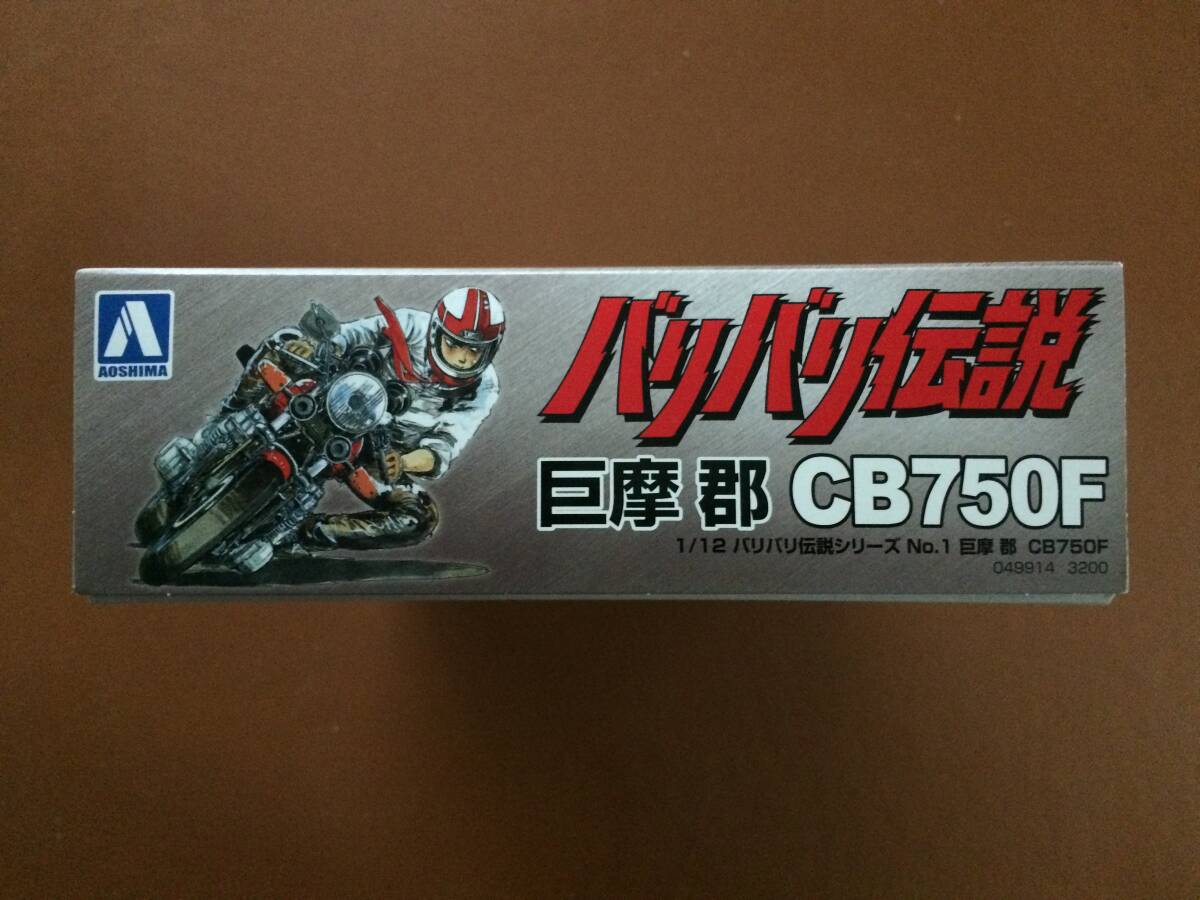 AOSHIMA
バリバリ伝説
巨摩 郡 CB750F
1/12 バリバリ伝説シリーズ No.1 巨摩 郡 CB750F
049914 3200